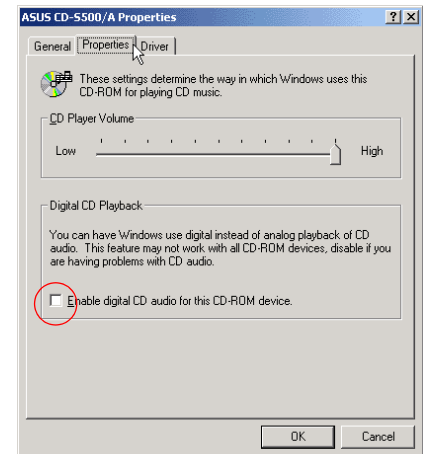 ASUS CD-S500/A Properties
General Properties Driver
These settings determine the way in which Windows uses this
CD-ROM for playing CD music.
CD Player Volume
Low High
Digital CD Playback
You can have Windows use digital instead of analog playback of CD
audio. This feature may not work with all CD-ROM devices, disable if you
are having problems with CD audio.
Enable digital CD audio for this CD-ROM device.
OK Cancel